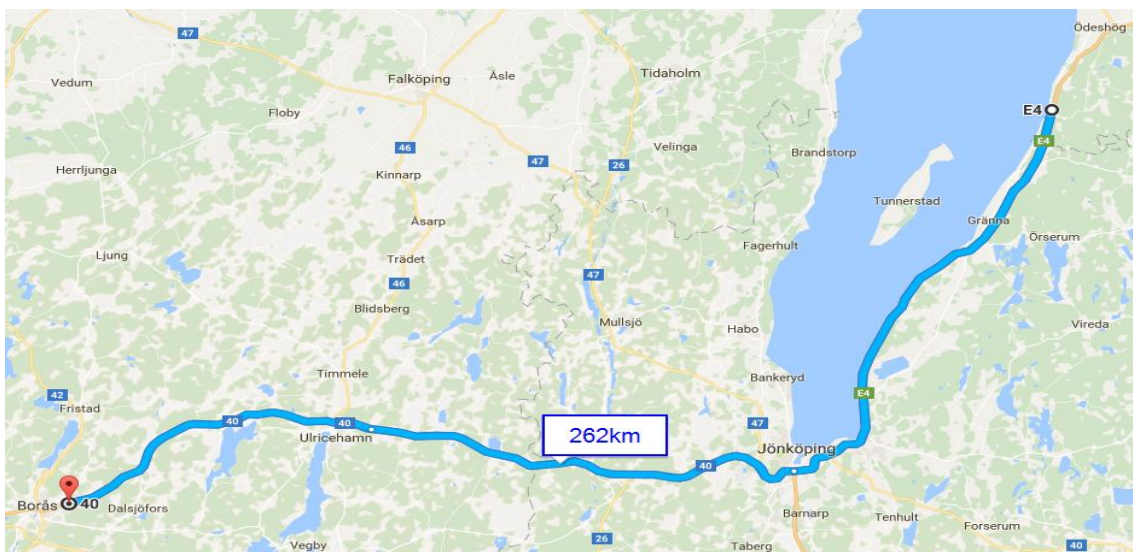 Ödeshög
47
Vedum
Falköping
Åsle
Tidaholm
Floby
E4
E4
46
Velinga
Brandstorp
47
26
Herrljunga
Kinnarp
Tunnerstad
Åsarp
Gränna
Örserum
Ljung
Trädet
Fagerhult
46
47
Blidsberg
Mullsjö
Habo
Vireda
Timmele
Bankeryd
42
E4
Fristad
40
40
47
Ulricehamn
262km
Jönköping
40
Borås
40
Dalsjöfors
Barnarp
Tenhult
Forserum
Vegby
26
Taberg
40